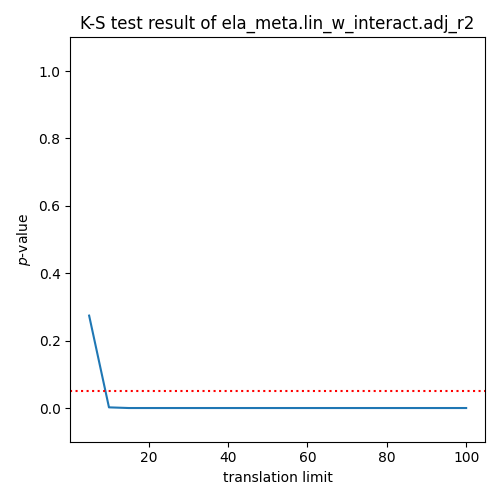 K-S test result of ela_meta.lin_w_interact.adj_r2
1.0
0.8
0.6
0.4
0.2
0.0
p-value
20 40 60 80 100
translation limit